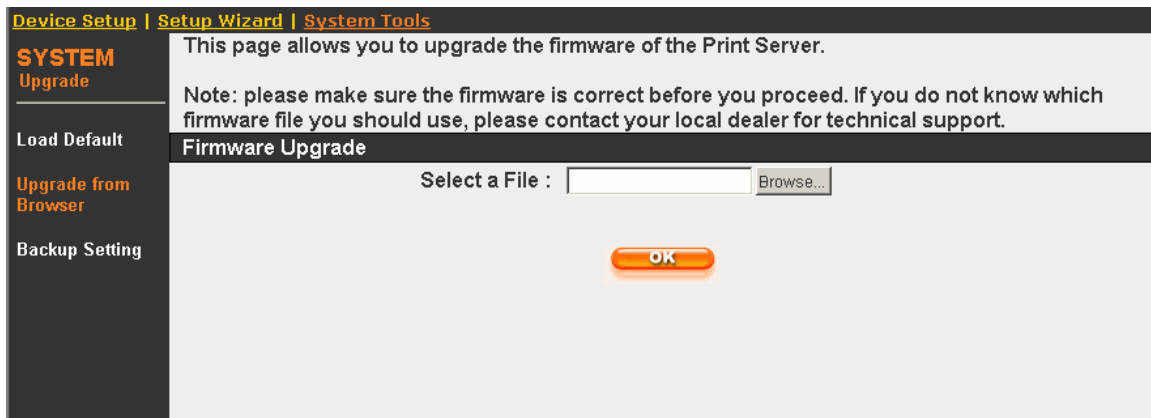 Device Setup | Setup Wizard | System Tools
SYSTEM
Upgrade
Load Default
Upgrade from
Browser
Backup Setting
This page allows you to upgrade the firmware of the Print Server.
Note: please make sure the firmware is correct before you proceed. If you do not know which
firmware file you should use, please contact your local dealer for technical support.
Firmware Upgrade
Select a File : Browse...
OK